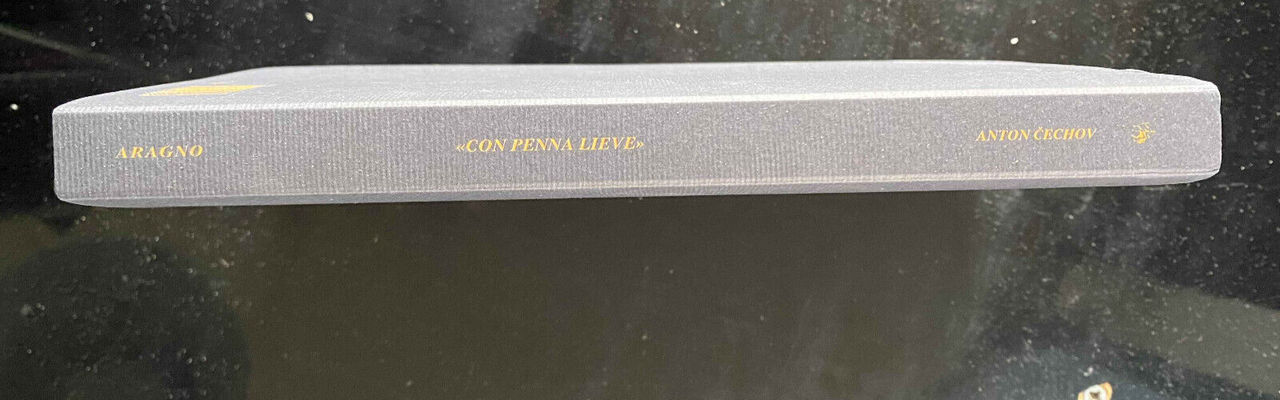 ARAGNO
«CON PENNA LIEVE»
ANTON ČECHOV